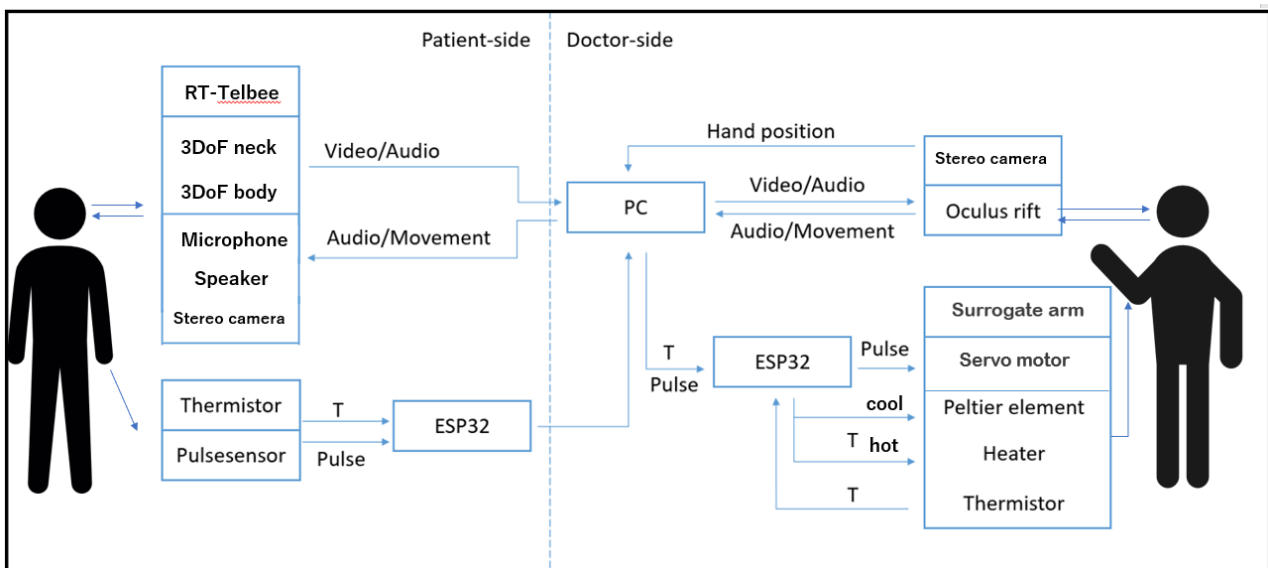 Patient-side
Doctor-side
RT-Telbee
3DoF neck
3DoF body
Microphone
Speaker
Stereo camera
Video/Audio
Audio/Movement
Thermistor
Pulsesensor
T
Pulse
ESP32
PC
Hand position
Video/Audio
Audio/Movement
Stereo camera
Oculus rift
T
Pulse
ESP32
Pulse
cool
T hot
T
Surrogate arm
Servo motor
Peltier element
Heater
Thermistor